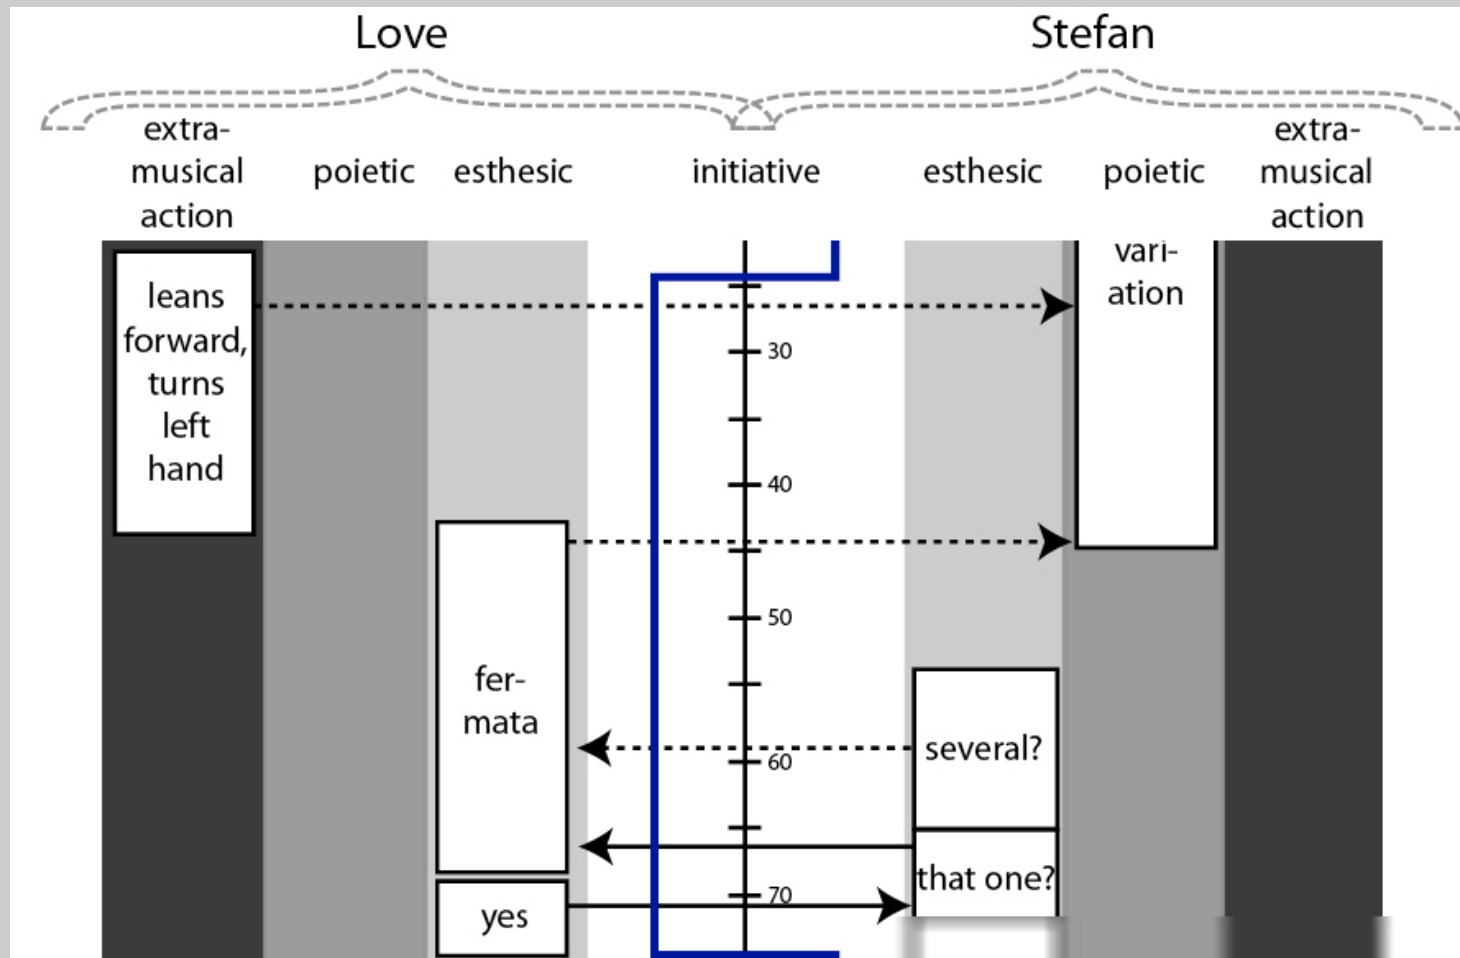 Love
Stefan
extra-
musical
action
poietic
esthesic
initiative
esthesic
poietic
extra-
musical
action
leans
forward,
turns
left
hand
vari-
ation
30
40
50
fer-
mata
several?
60
that one?
70
yes